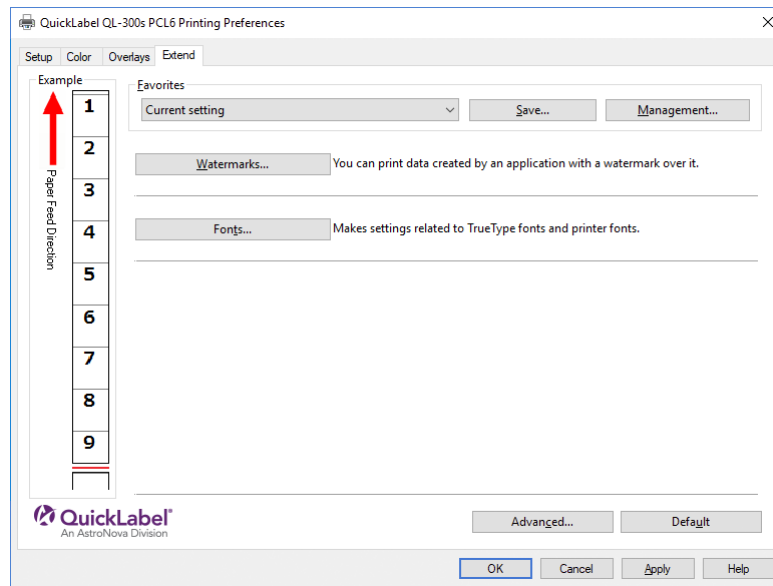 QuickLabel QL-300s PCL6 Printing Preferences
Setup Color Overlays Extend
Example
Paper Feed Direction
1
2
3
4
5
6
7
8
9
Favorites
Current setting Save... Management...
Watermarks... You can print data created by an application with a watermark over it.
Fonts... Makes settings related to TrueType fonts and printer fonts.
QuickLabel®
An AstroNova Division
Advanced... Default
OK Cancel Apply Help